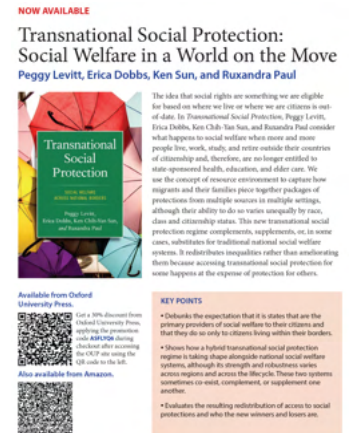 NOW AVAILABLE
Transnational Social Protection:
Social Welfare in a World on the Move
Peggy Levitt, Erica Dobbs, Ken Sun, and Ruxandra Paul
The idea that social rights are something we are eligible
for based on where we live or where we are citizens is out-
of-date. In Transnational Social Protection, Peggy Levitt,
Erica Dobbs, Ken Chih-Yan Sun, and Ruxandra Paul consider
what happens to social welfare when more and more
people live, work, study, and retire outside their countries
of citizenship and, therefore, are no longer entitled to
state-sponsored health, education, and elder care. We
use the concept of resource environment to capture how
migrants and their families piece together packages of
protections from multiple sources in multiple settings,
although their ability to do so varies unequally by race,
class and citizenship status. This new transnational social
protection regime complements, supplements, or, in some
cases, substitutes for traditional national social welfare
systems. It redistributes inequalities rather than ameliorating
them because accessing transnational social protection for
some happens at the expense of protection for others.
Transnational
Social
Protection
SOCIAL WELFARE
ACROSS NATIONAL BORDERS
Peggy Levitt,
Erica Dobbs, Ken Chih-Yan Sun,
and Ruxandra Paul
Available from Oxford
University Press.
Get a 30% discount from
Oxford University Press,
applying the promotion
code ASFLYQ6 during
checkout after accessing
the OUP site using the
QR code to the left.
Also available from Amazon.
KEY POINTS
• Debunks the expectation that it is states that are the
primary providers of social welfare to their citizens and
that they do so only to citizens living within their borders.
• Shows how a hybrid transnational social protection
regime is taking shape alongside national social welfare
systems, although its strength and robustness varies
across regions and across the lifecycle. These two systems
sometimes co-exist, complement, or supplement one
another.
• Evaluates the resulting redistribution of access to social
protections and who the new winners and losers are.